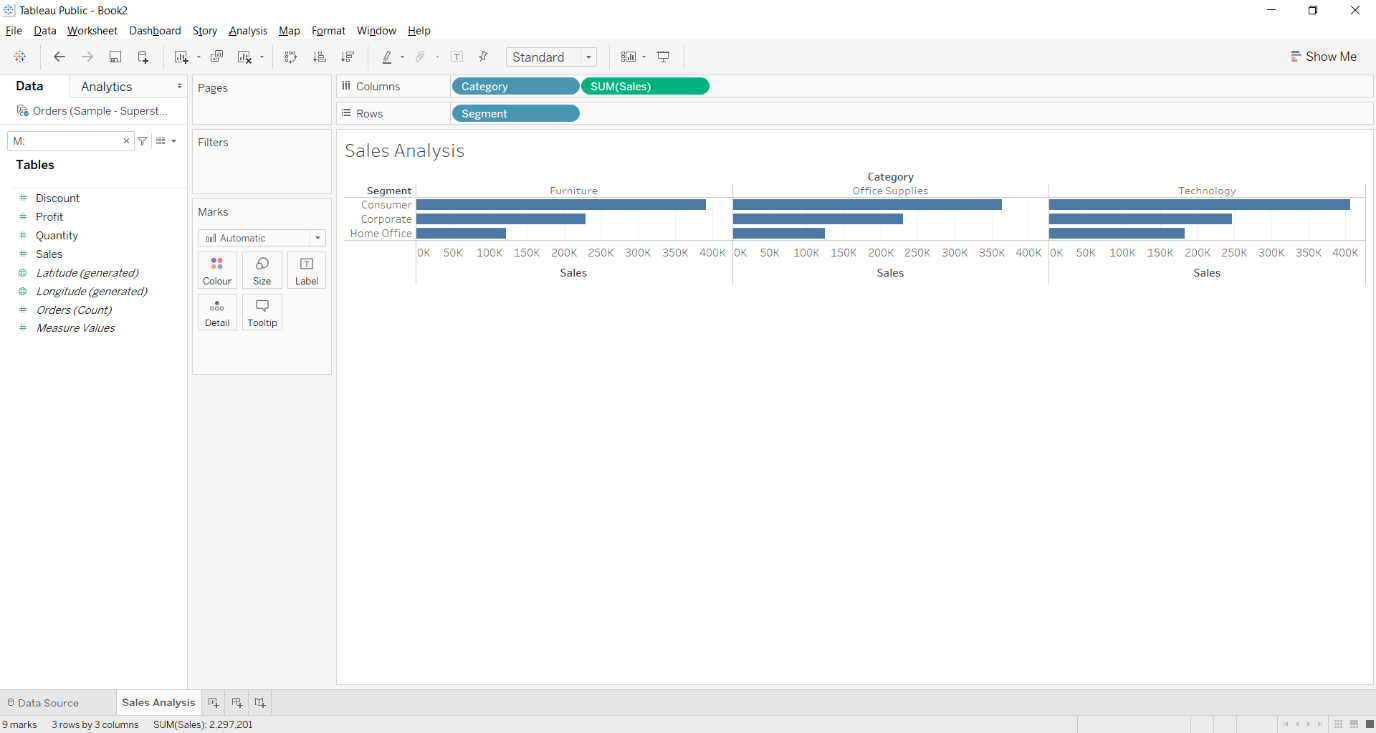 Tableau Public - Book2
File Data Worksheet Dashboard Story Analysis Map Format Window Help
Standard
Show Me
Data Analytics
Orders (Sample - Superst...
M:
Tables
Discount
Profit
Quantity
Sales
Latitude (generated)
Longitude (generated)
Orders (Count)
Measure Values
Pages
Filters
Marks
Automatic
Colour Size Label
Detail Tooltip
Columns Category SUM(Sales)
Rows Segment
Sales Analysis
Category
Segment Furniture Office Supplies Technology
Consumer
Corporate
Home Office
0K 50K 100K 150K 200K 250K 300K 350K 400K 0K 50K 100K 150K 200K 250K 300K 350K 400K 0K 50K 100K 150K 200K 250K 300K 350K 400K
Sales Sales Sales
Data Source Sales Analysis
9 marks 3 rows by 3 columns SUM(Sales): 2,297,201